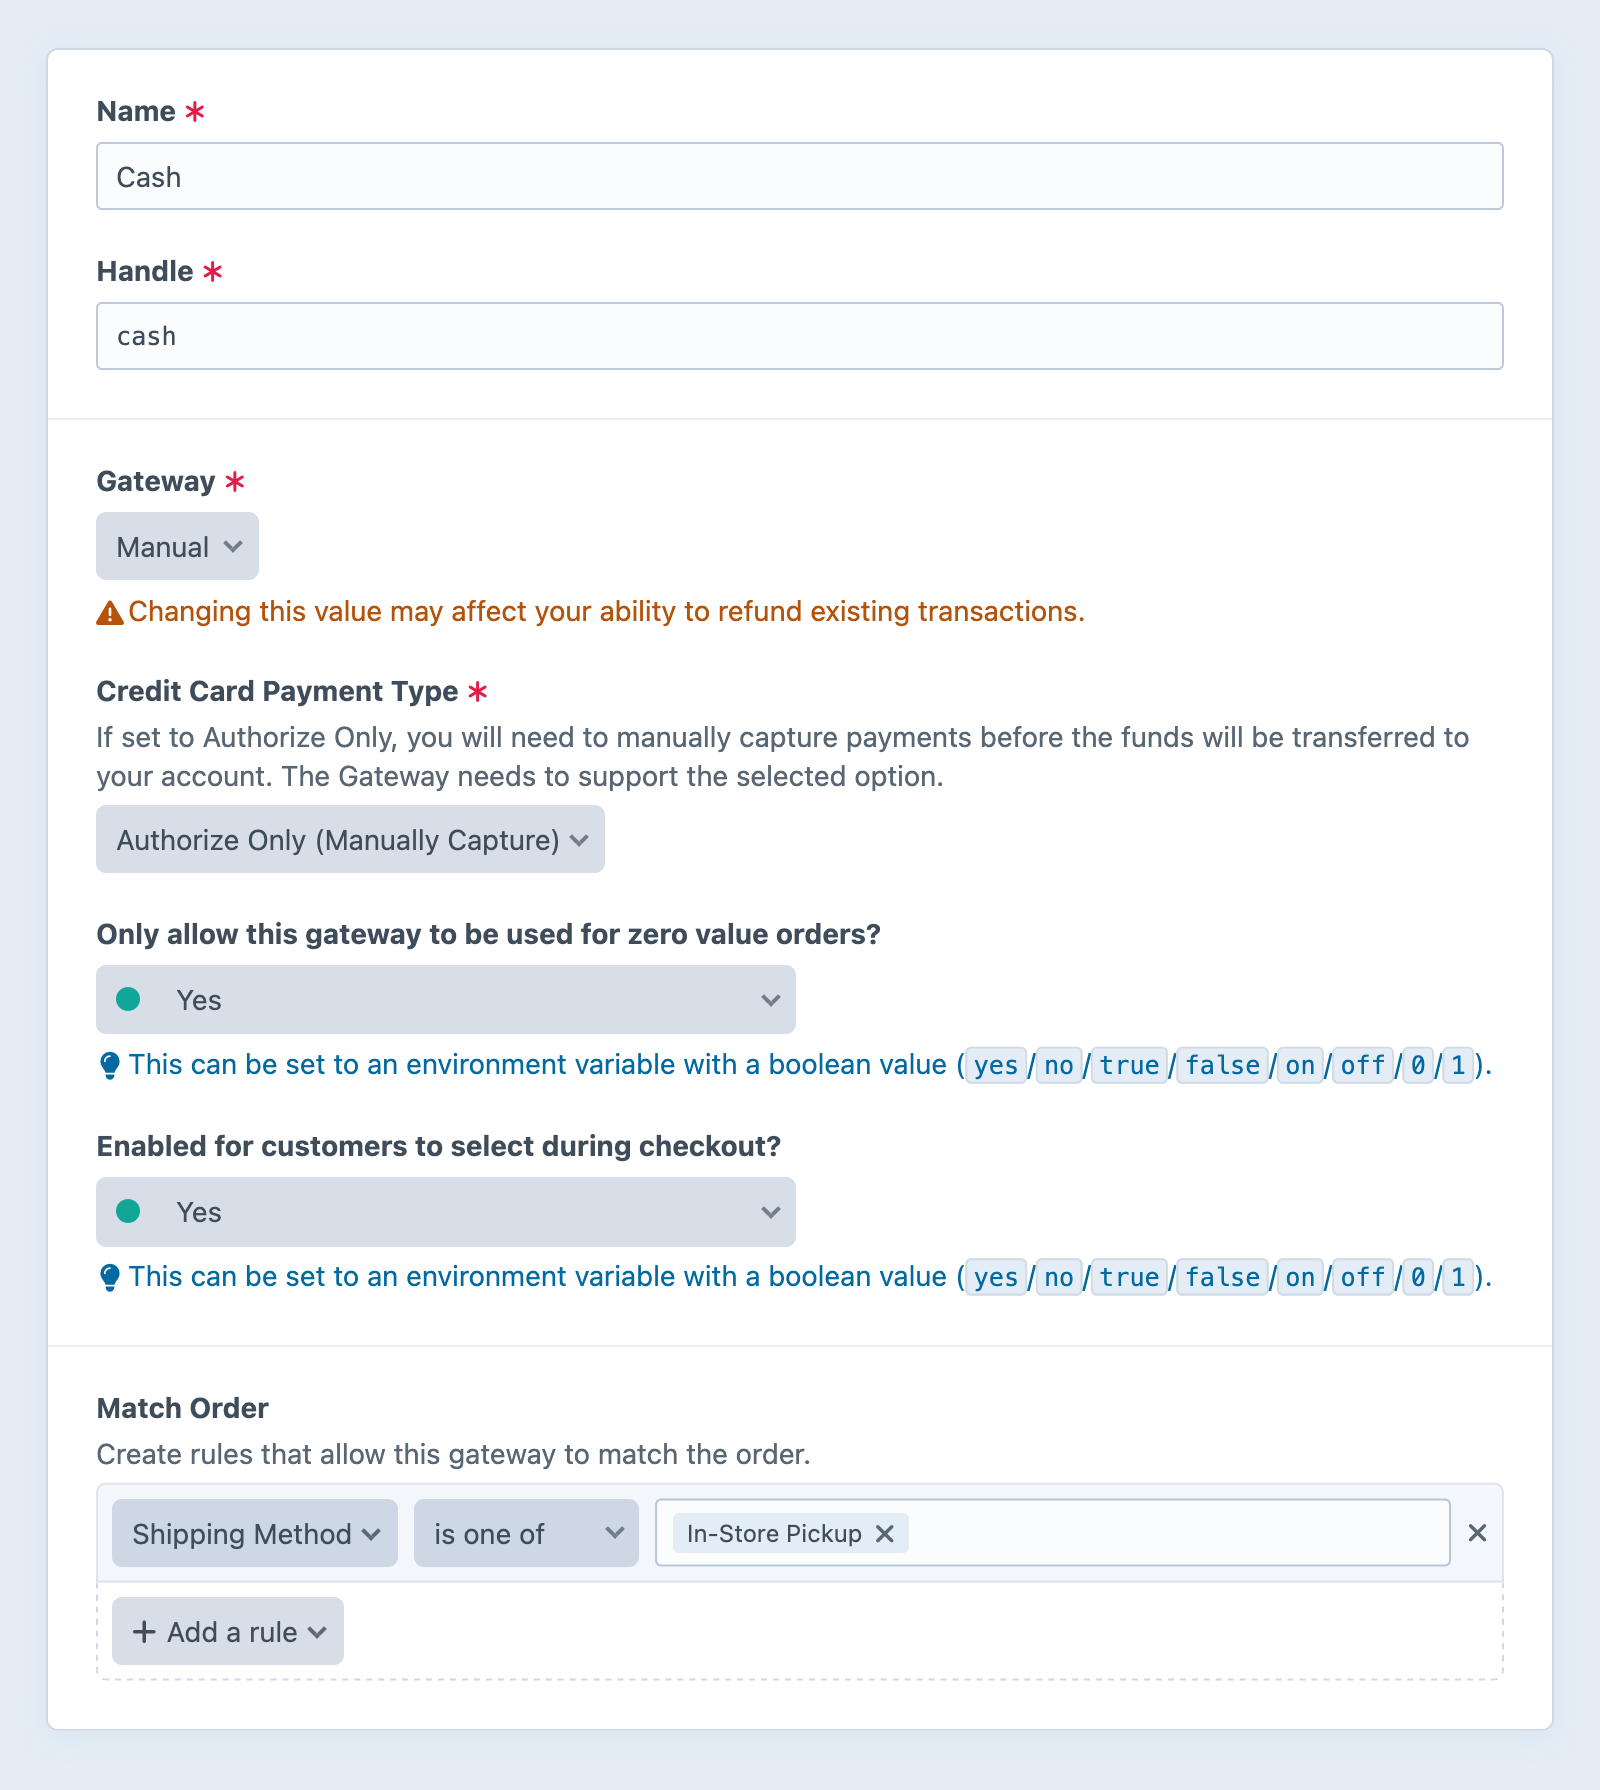 Name *
Cash
Handle *
cash
Gateway *
Manual
Changing this value may affect your ability to refund existing transactions.
Credit Card Payment Type *
If set to Authorize Only, you will need to manually capture payments before the funds will be transferred to
your account. The Gateway needs to support the selected option.
Authorize Only (Manually Capture)
Only allow this gateway to be used for zero value orders?
Yes
This can be set to an environment variable with a boolean value (yes/no/true/false/on/off/0/1).
Enabled for customers to select during checkout?
Yes
This can be set to an environment variable with a boolean value (yes/no/true/false/on/off/0/1).
Match Order
Create rules that allow this gateway to match the order.
Shipping Method is one of In-Store Pickup
+ Add a rule